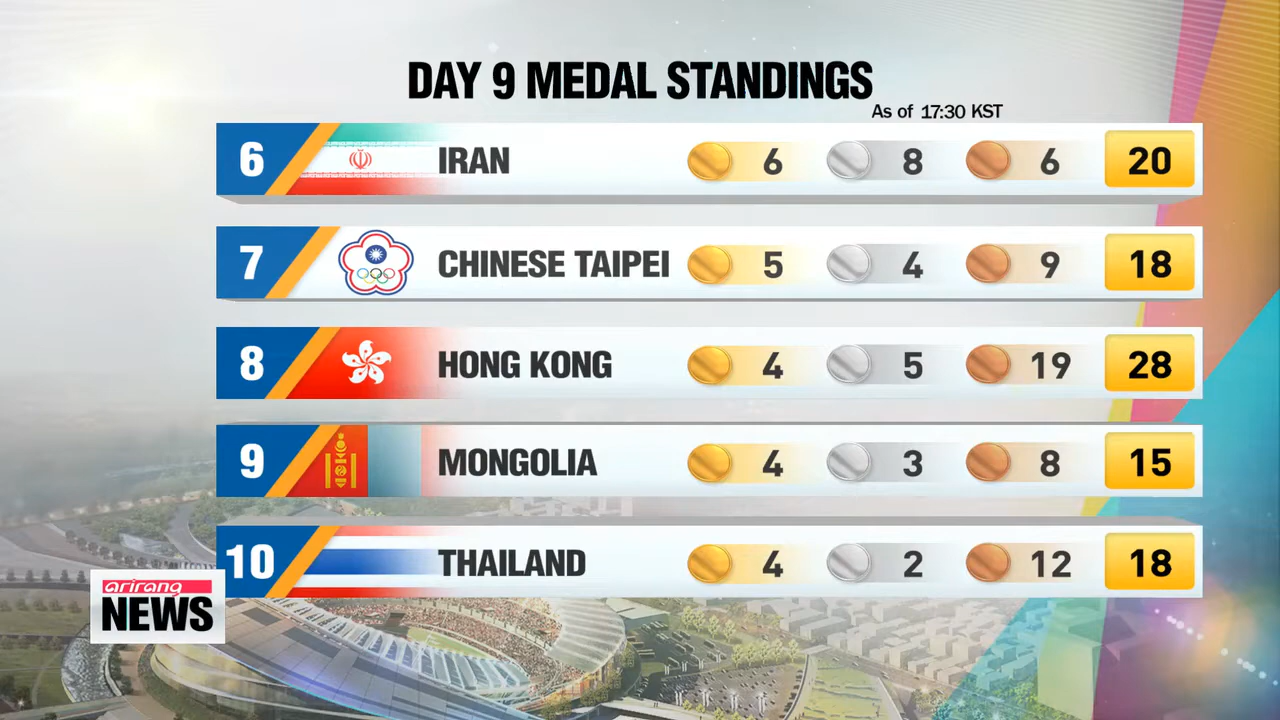 DAY 9 MEDAL STANDINGS
As of 17:30 KST
6 IRAN 6 8 6 20
7 CHINESE TAIPEI 5 4 9 18
8 HONG KONG 4 5 19 28
9 MONGOLIA 4 3 8 15
10 THAILAND 4 2 12 18
arirang
NEWS